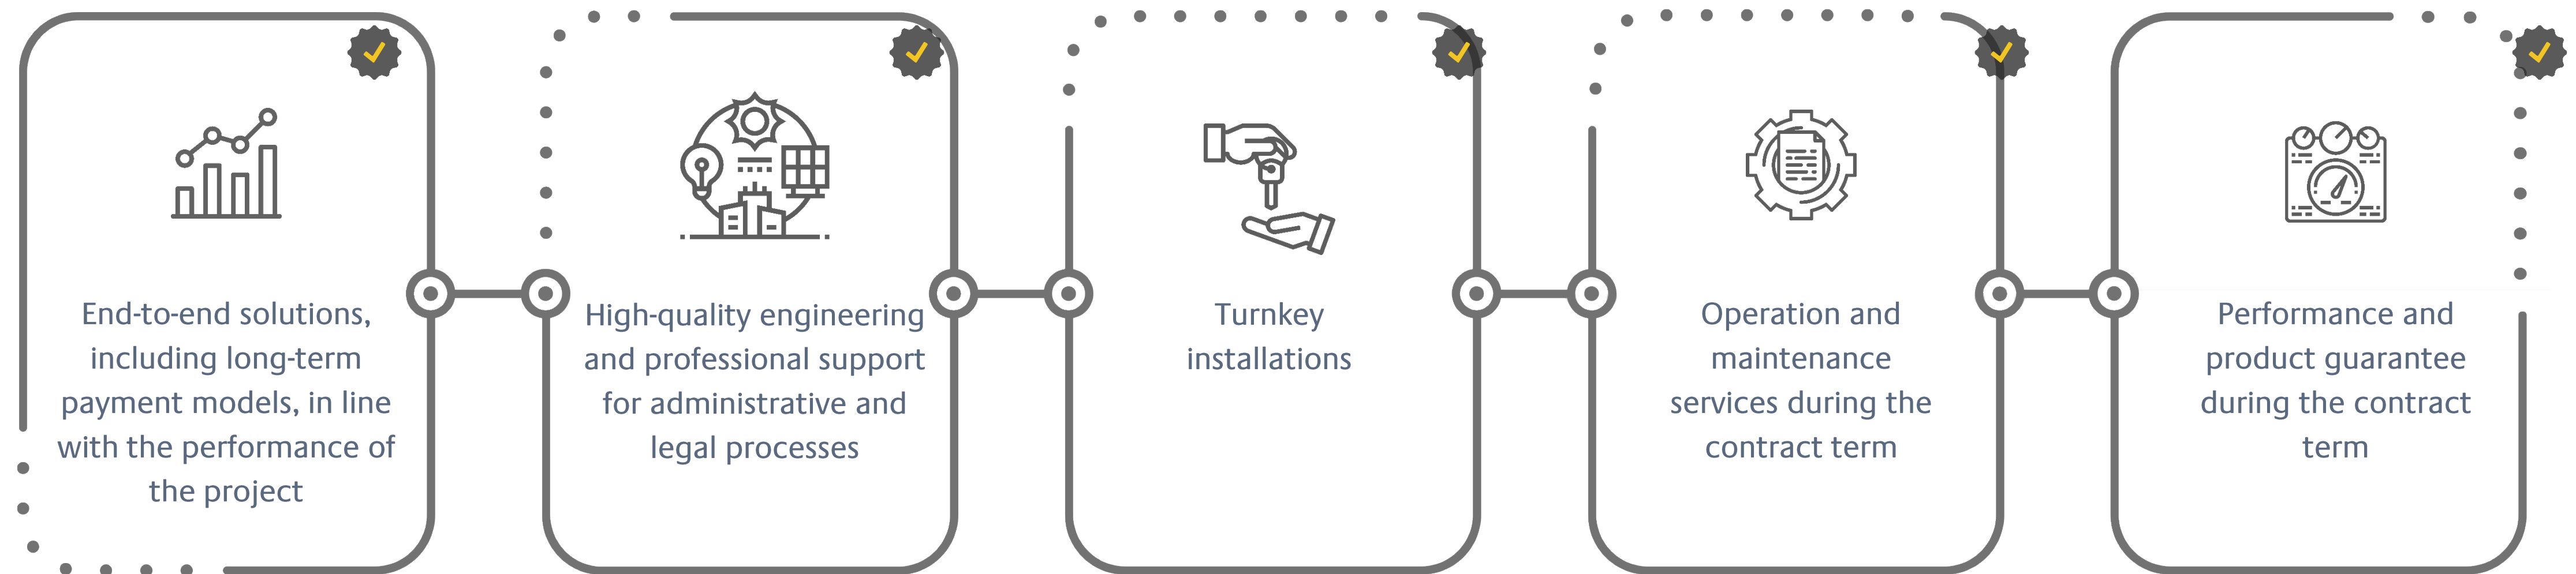 End-to-end solutions,
including long-term
payment models, in line
with the performance of
the project
High-quality engineering
and professional support
for administrative and
legal processes
Turnkey
installations
Operation and
maintenance
services during the
contract term
Performance and
product guarantee
during the contract
term